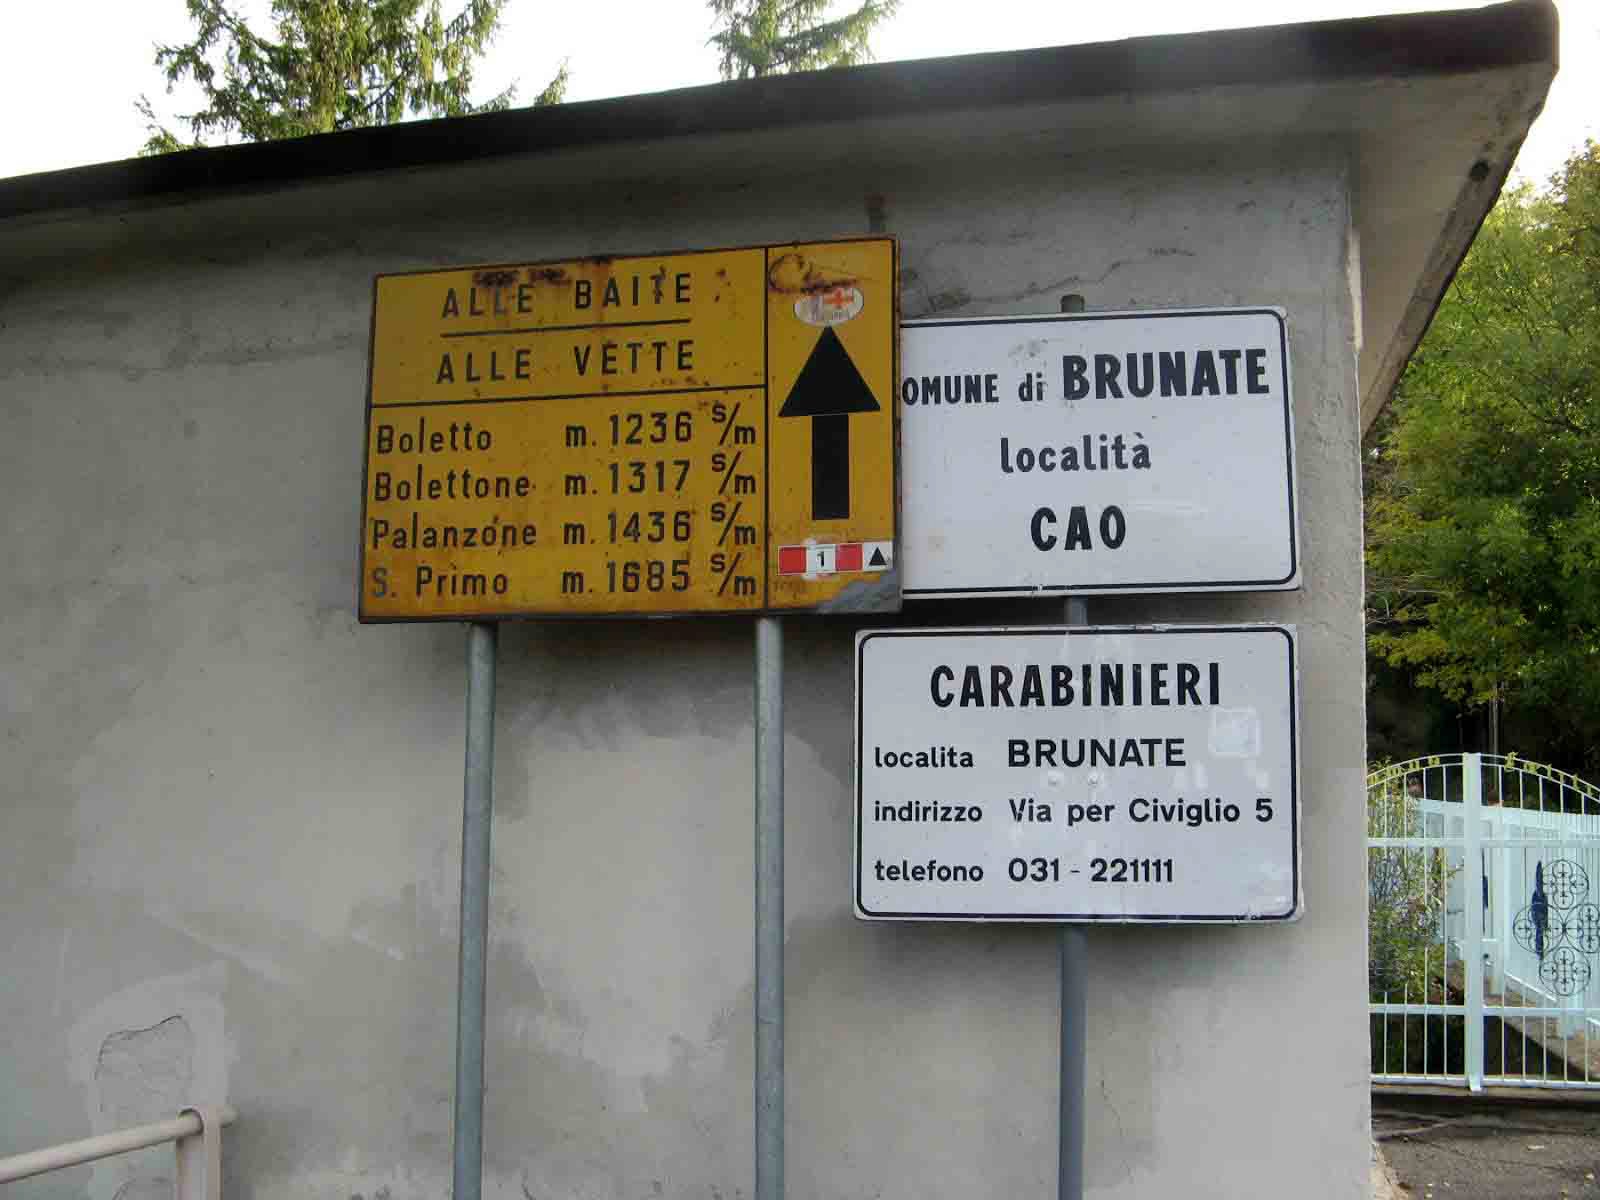 ALLE BAITE
ALLE VETTE
Boletto m. 1236 s/m
Bolettone m. 1317 s/m
Palanzone m. 1436 s/m
S. Primo m. 1685 s/m
1
OMUNE di BRUNATE
località
CAO
CARABINIERI
localita BRUNATE
indirizzo Via per Civiglio 5
telefono 031 - 221111